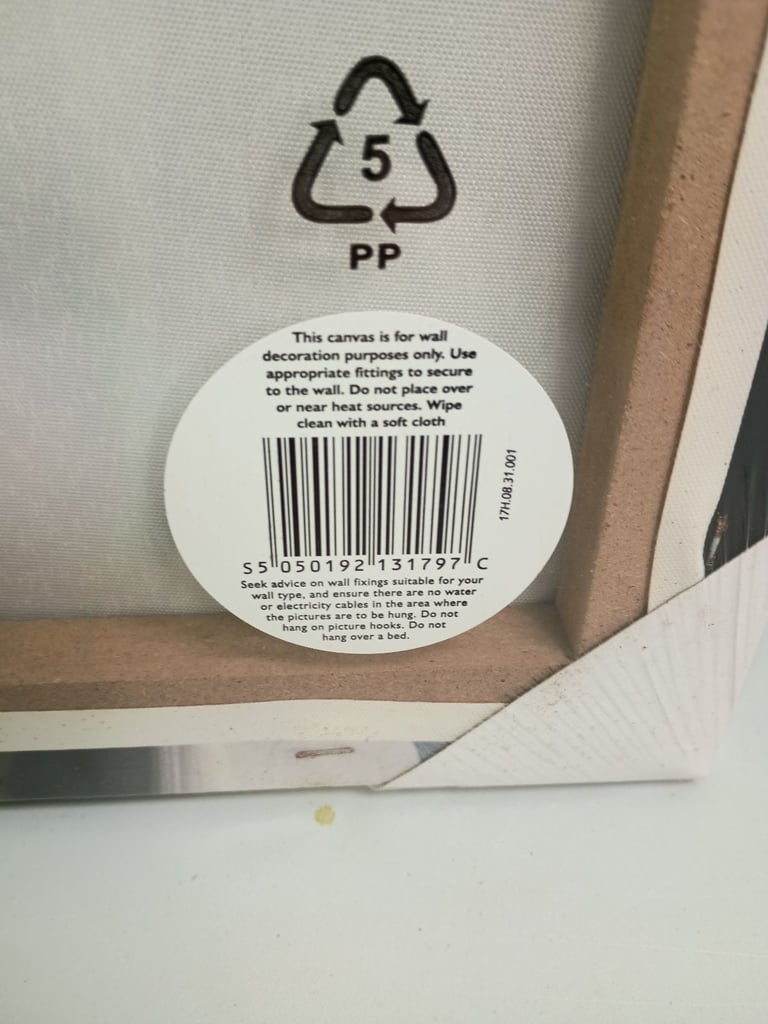 5
PP
This canvas is for wall
decoration purposes only. Use
appropriate fittings to secure
to the wall. Do not place over
or near heat sources. Wipe
clean with a soft cloth
17H.08.31.001
S 5 050192 131797 C
Seek advice on wall fixings suitable for your
wall type, and ensure there are no water
or electricity cables in the area where
the pictures are to be hung. Do not
hang on picture hooks. Do not
hang over a bed.